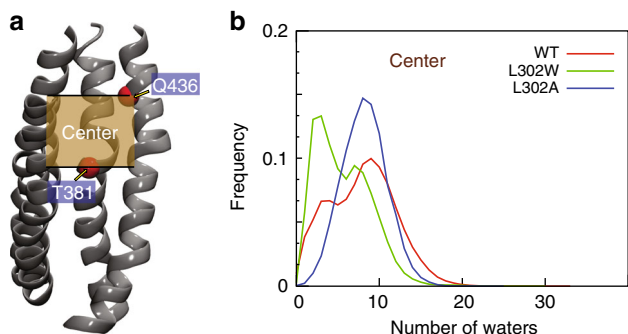 a
Q436
Center
T381
b
0.2
0.1
0
Frequency
Center
WT
L302W
L302A
0
10
20
30
Number of waters